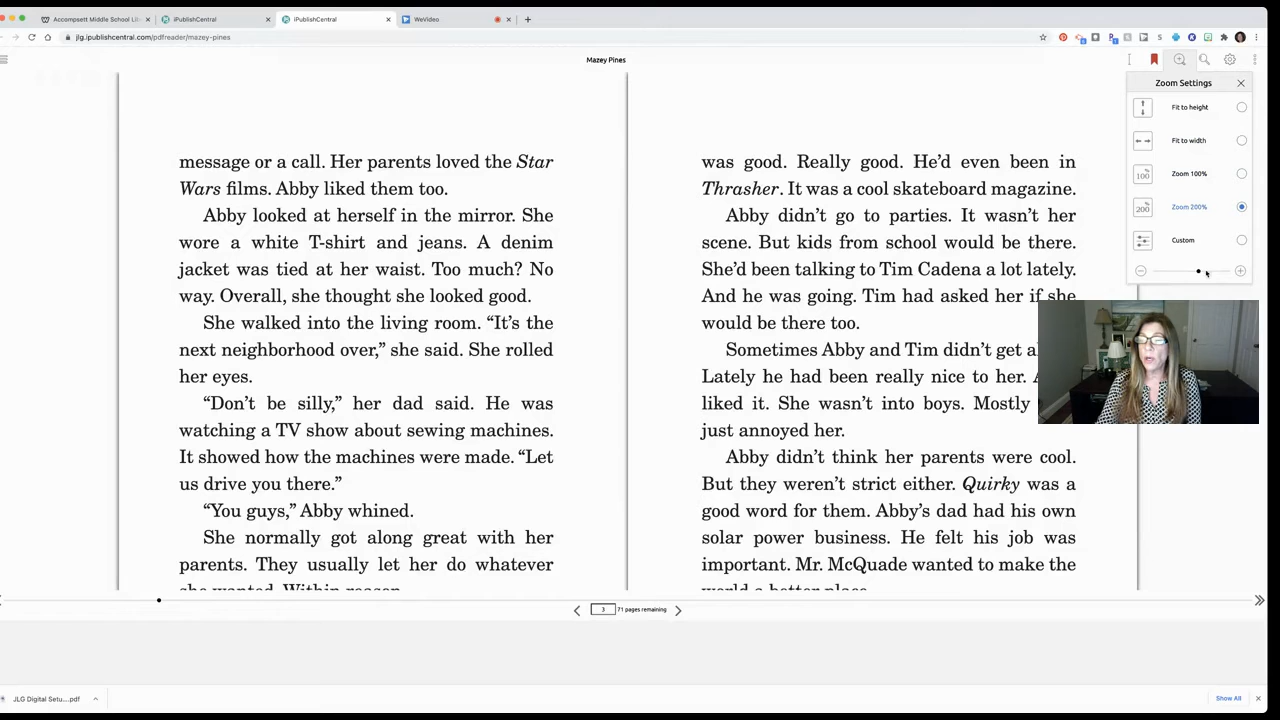 Accompsett Middle School Li
iPublishCentral
iPublishCentral
WeVideo
jlg.ipublishcentral.com/pdfreader/mazey-pines
Mazey Pines
message or a call. Her parents loved the Star
Wars films. Abby liked them too.
Abby looked at herself in the mirror. She
wore a white T-shirt and jeans. A denim
jacket was tied at her waist. Too much? No
way. Overall, she thought she looked good.
She walked into the living room. “It’s the
next neighborhood over,” she said. She rolled
her eyes.
“Don’t be silly,” her dad said. He was
watching a TV show about sewing machines.
It showed how the machines were made. “Let
us drive you there.”
“You guys,” Abby whined.
She normally got along great with her
parents. They usually let her do whatever
she wanted. Within reason.
was good. Really good. He’d even been in
Thrasher. It was a cool skateboard magazine.
Abby didn’t go to parties. It wasn’t her
scene. But kids from school would be there.
She’d been talking to Tim Cadena a lot lately.
And he was going. Tim had asked her if she
would be there too.
Sometimes Abby and Tim didn’t get
Lately he had been really nice to her.
liked it. She wasn’t into boys. Mostly
just annoyed her.
Abby didn’t think her parents were cool.
But they weren’t strict either. Quirky was a
good word for them. Abby’s dad had his own
solar power business. He felt his job was
important. Mr. McQuade wanted to make the
world a better place.
Zoom Settings
Fit to height
Fit to width
100% Zoom 100%
200% Zoom 200%
Custom
3 71 pages remaining
JLG Digital Setu....pdf
Show All